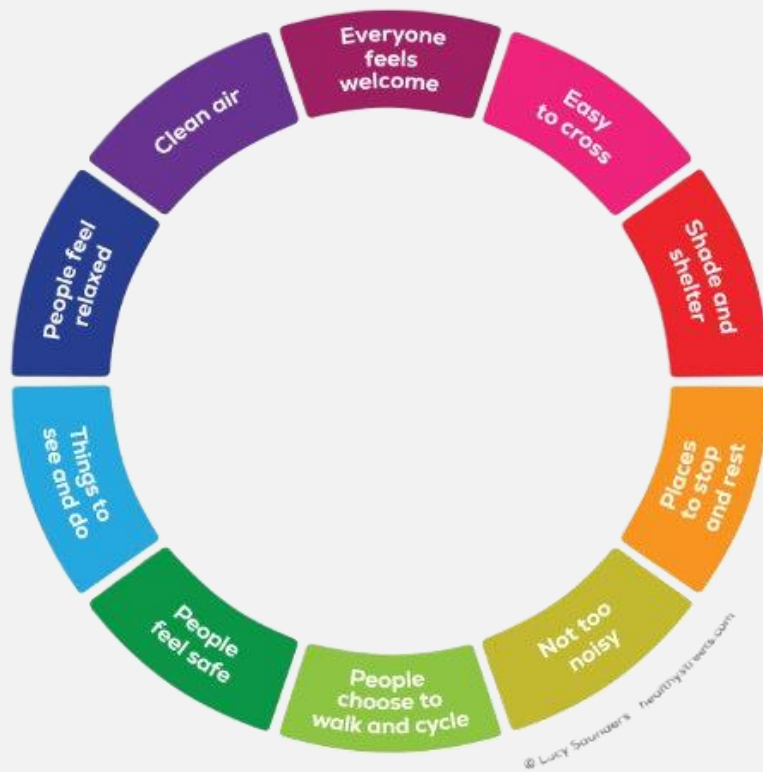 Everyone
feels
welcome
Easy
to cross
Shade and
shelter
Places
to stop
and rest
Not too
noisy
People
choose to
walk and cycle
People
feel safe
Things to
see and do
People feel
relaxed
Clean air
© Lucy Saunders healthystreets.com